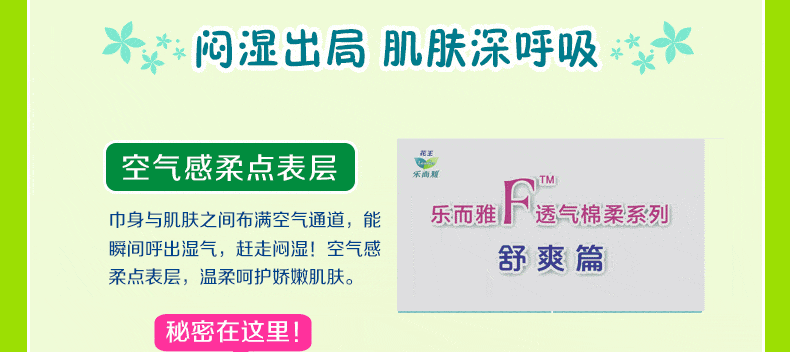 闷湿出局 肌肤深呼吸
空气感柔点表层
巾身与肌肤之间布满空气通道，能
瞬间呼出湿气，赶走闷湿！空气感
柔点表层，温柔呵护娇嫩肌肤。
秘密在这里！
花王
乐而雅
乐而雅F™透气棉柔系列
舒爽篇